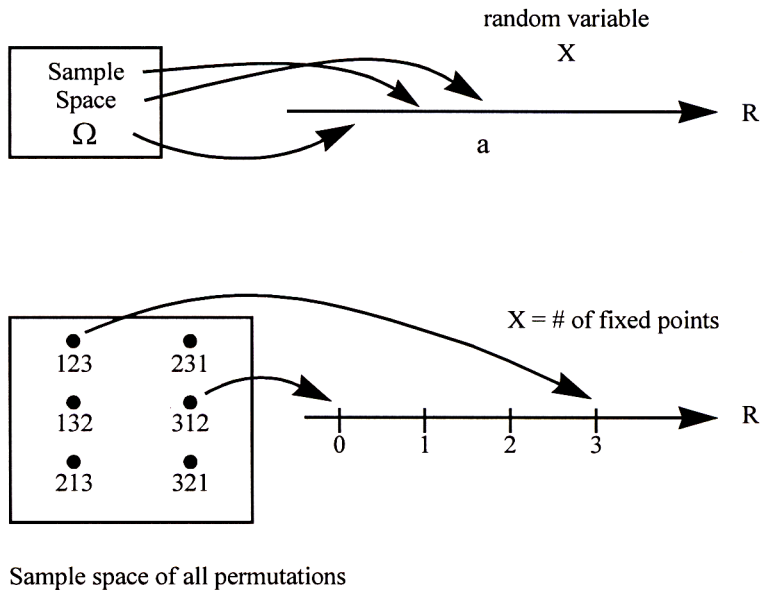 random variable
X
Sample
Space
Ω
R
a
X = # of fixed points
123 231
132 312
213 321
R
0 1 2 3
Sample space of all permutations